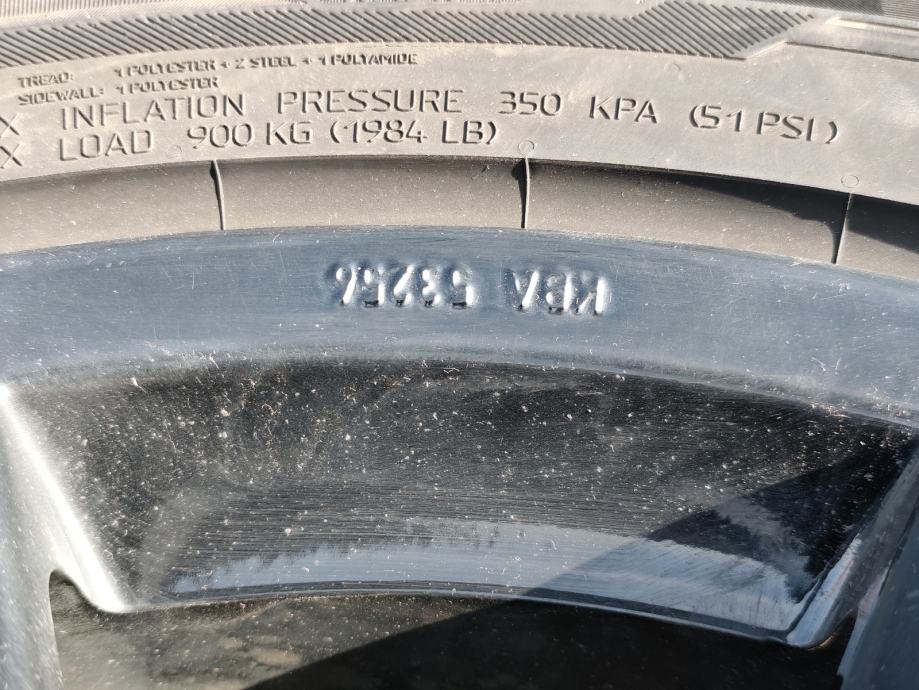 TREAD: 1 POLYESTER + 2 STEEL + 1 POLYAMIDE
SIDEWALL: 1 POLYESTER
X INFLATION PRESSURE 350 KPA (51 PSI)
X LOAD 900 KG (1984 LB)
KBA 53256